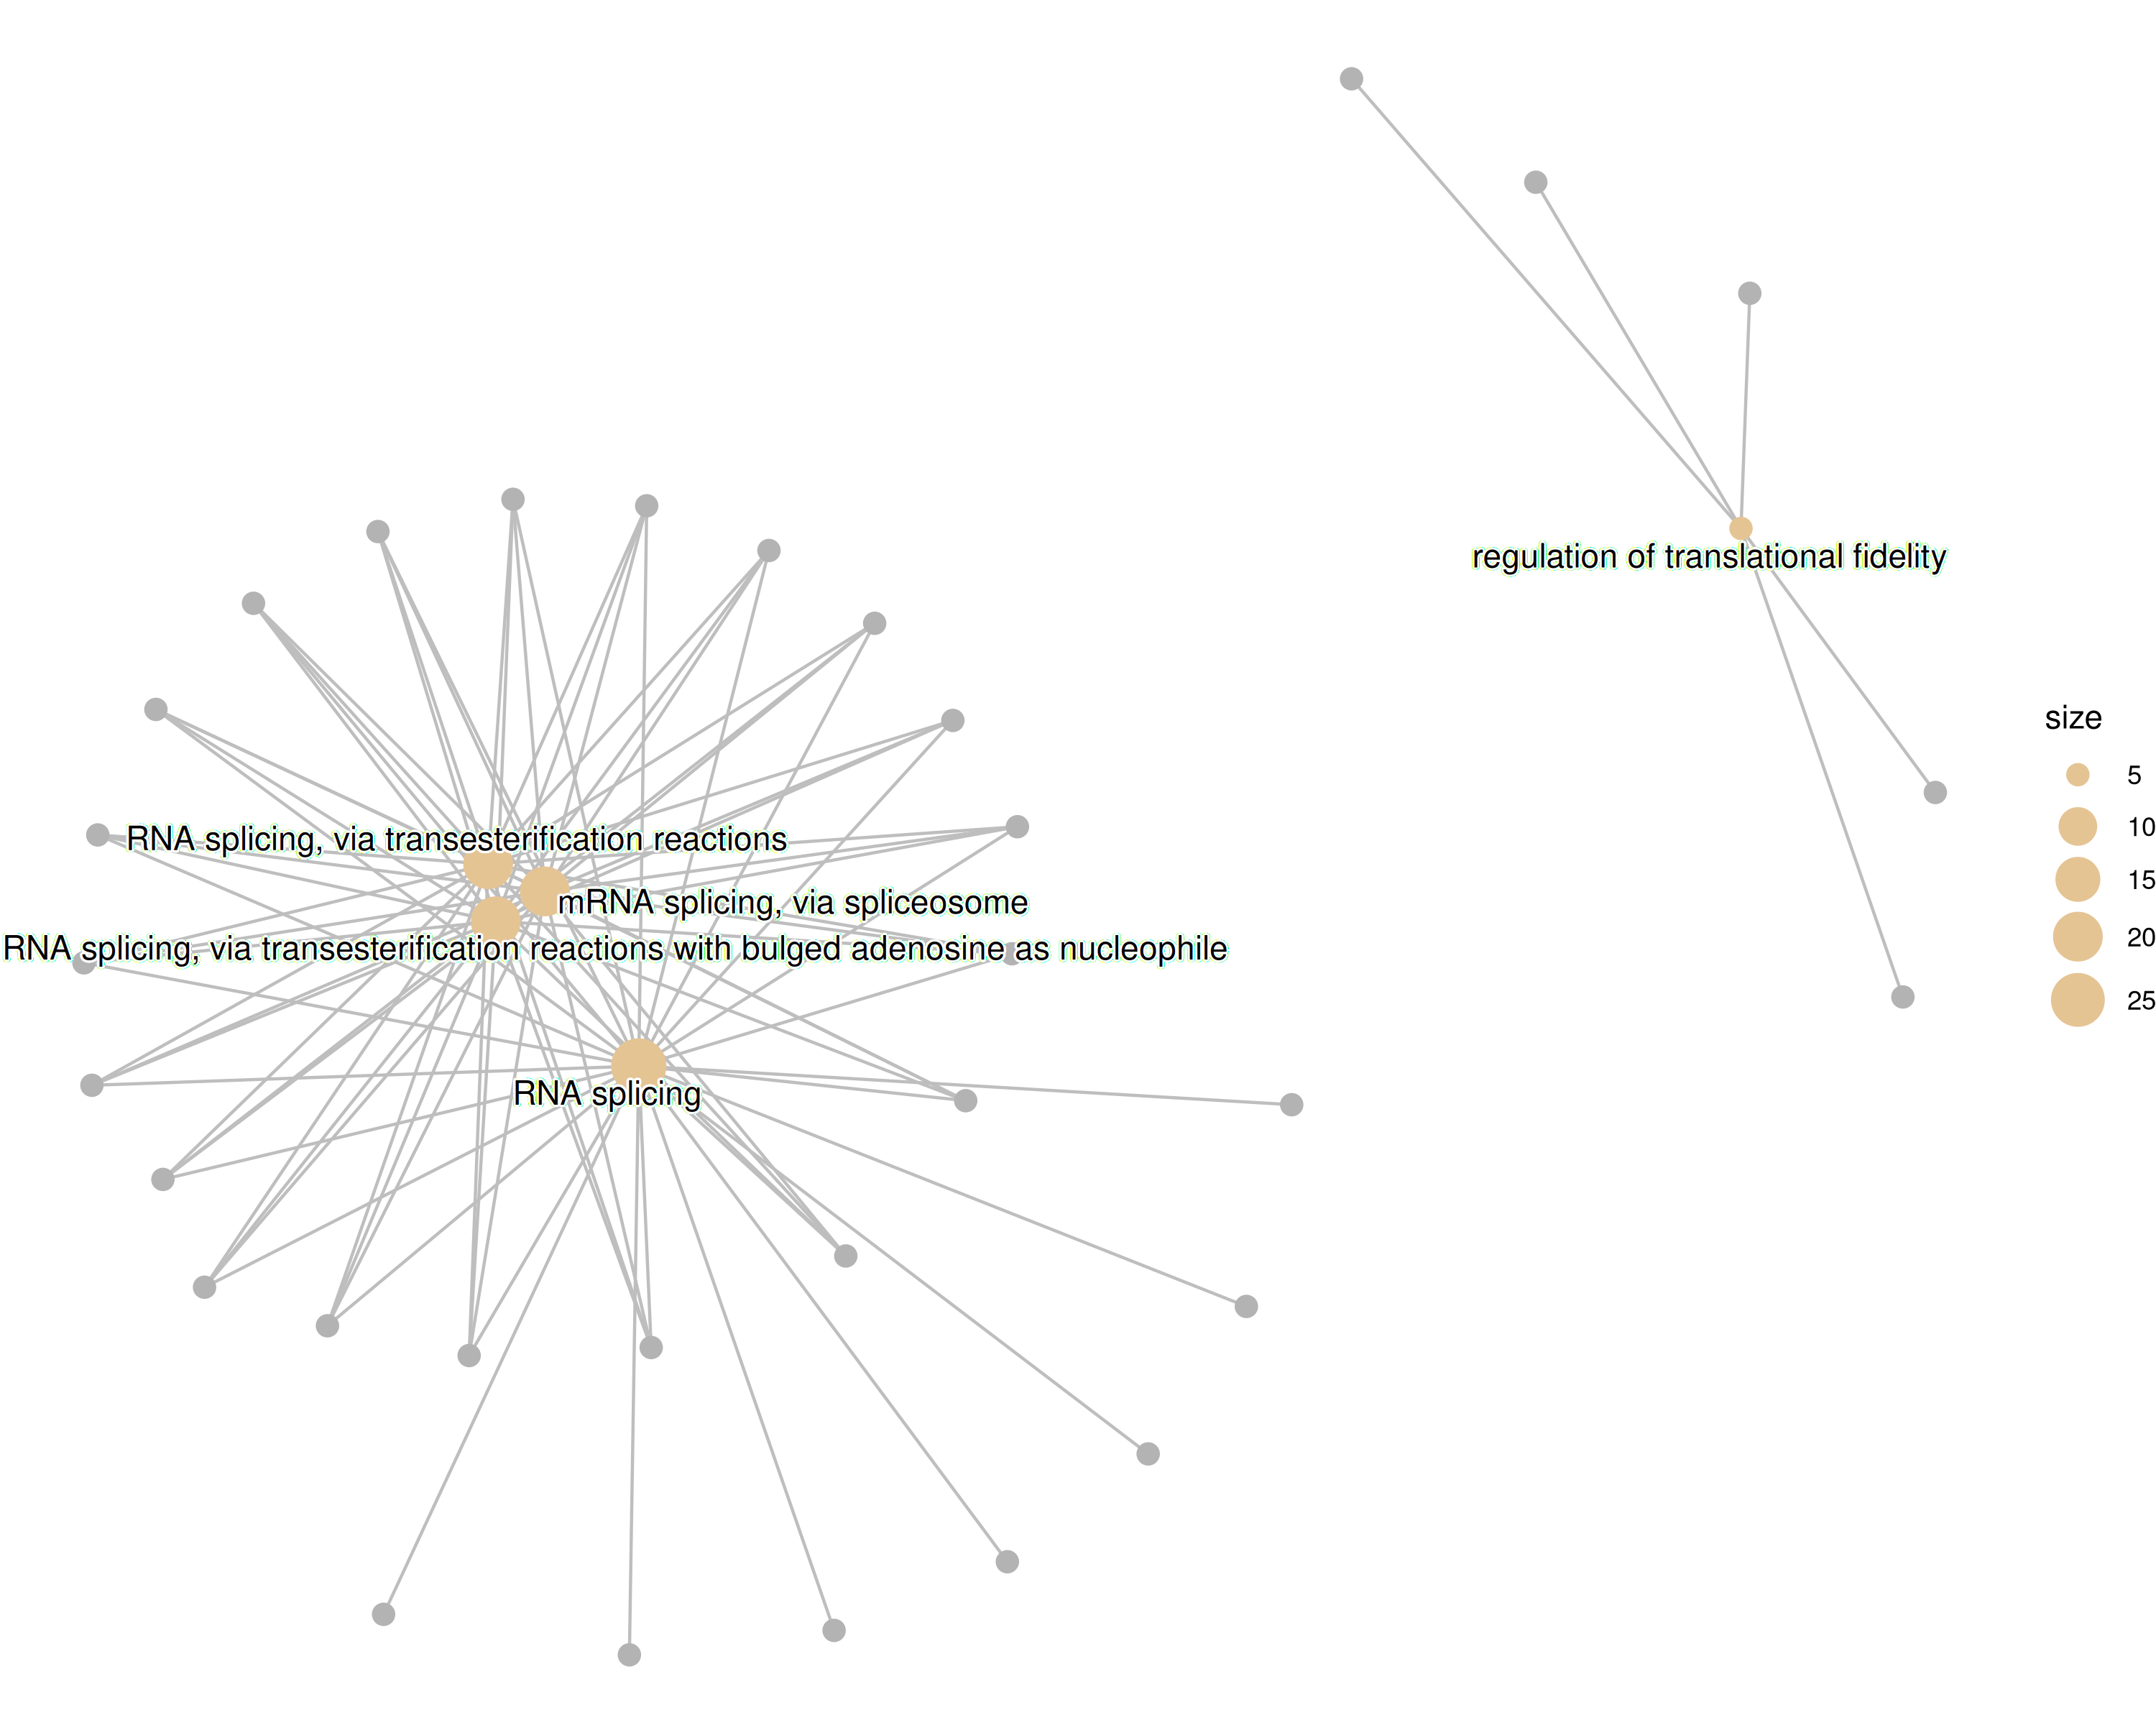 regulation of translational fidelity
size
5
RNA splicing, via transesterification reactions
10
15
mRNA splicing, via spliceosome
20
RNA splicing, via transesterification reactions with bulged adenosine as nucleophile
25
RNA splicing